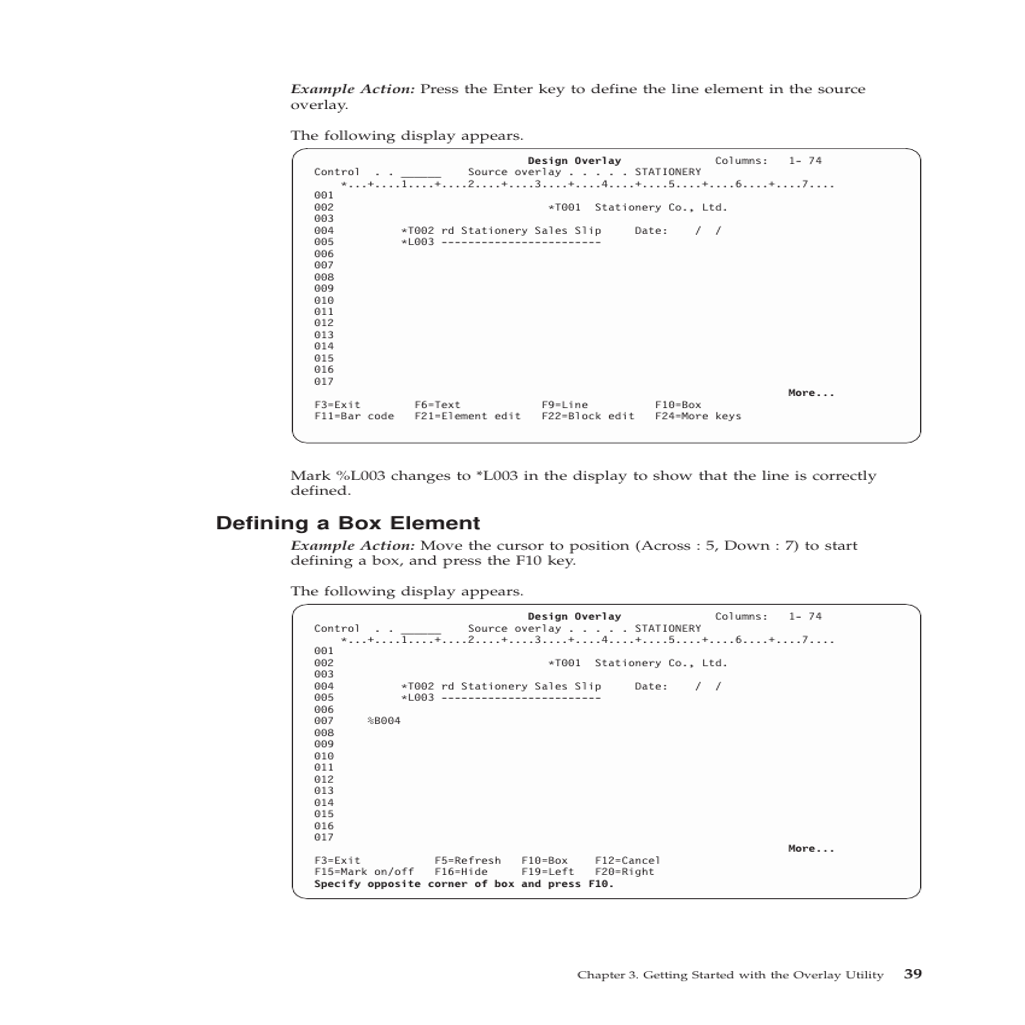 Example Action: Press the Enter key to define the line element in the source
overlay.
The following display appears.
Design Overlay Columns: 1- 74
Control . . ______ Source overlay . . . . . STATIONERY
*...+....1....+....2....+....3....+....4....+....5....+....6....+....7....
001
002 *T001 Stationery Co., Ltd.
003
004 *T002 rd Stationery Sales Slip Date: / /
005 *L003 ------------------------
006
007
008
009
010
011
012
013
014
015
016
017
More...
F3=Exit F6=Text F9=Line F10=Box
F11=Bar code F21=Element edit F22=Block edit F24=More keys
Mark %L003 changes to *L003 in the display to show that the line is correctly
defined.
Defining a Box Element
Example Action: Move the cursor to position (Across : 5, Down : 7) to start
defining a box, and press the F10 key.
The following display appears.
Design Overlay Columns: 1- 74
Control . . ______ Source overlay . . . . . STATIONERY
*...+....1....+....2....+....3....+....4....+....5....+....6....+....7....
001
002 *T001 Stationery Co., Ltd.
003
004 *T002 rd Stationery Sales Slip Date: / /
005 *L003 ------------------------
006
007 %B004
008
009
010
011
012
013
014
015
016
017
More...
F3=Exit F5=Refresh F10=Box F12=Cancel
F15=Mark on/off F16=Hide F19=Left F20=Right
Specify opposite corner of box and press F10.
Chapter 3. Getting Started with the Overlay Utility 39